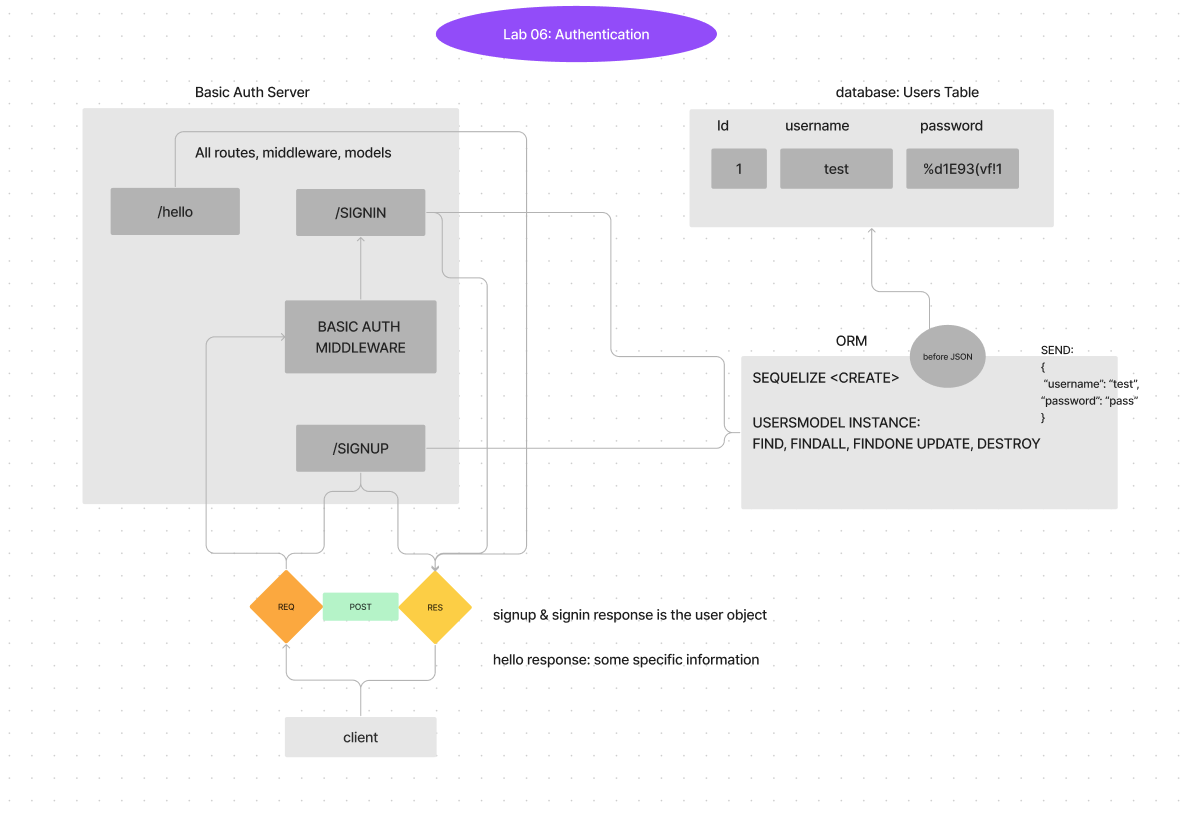 Lab 06: Authentication
Basic Auth Server
database: Users Table
Id
username
password
All routes, middleware, models
1
test
%d1E93(vf!1
/hello
/SIGNIN
BASIC AUTH
MIDDLEWARE
ORM
before JSON
SEND:
{
“username”: “test”,
“password”: “pass”
}
SEQUELIZE <CREATE>
USERSMODEL INSTANCE:
FIND, FINDALL, FINDONE UPDATE, DESTROY
/SIGNUP
REQ
POST
RES
signup & signin response is the user object
hello response: some specific information
client